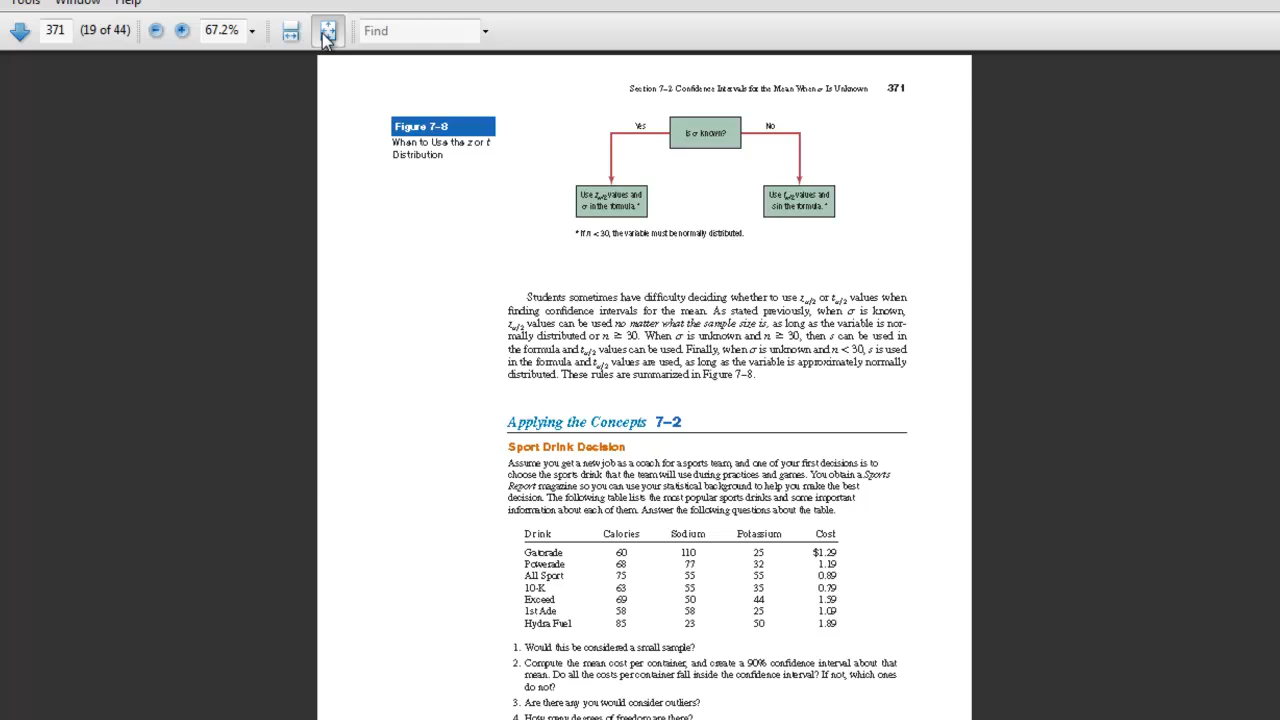 Tools Window Help
371 (19 of 44) 67.2% Find
Section 7–2 Confidence Intervals for the Mean When σ Is Unknown 371
Figure 7–8
When to Use the z or t
Distribution
Yes
Is σ known?
No
Use zα/2 values and
σ in the formula.*
Use tα/2 values and
s in the formula.*
* If n < 30, the variable must be normally distributed.
Students sometimes have difficulty deciding whether to use zα/2 or tα/2 values when
finding confidence intervals for the mean. As stated previously, when σ is known,
zα/2 values can be used no matter what the sample size is, as long as the variable is nor-
mally distributed or n ≥ 30. When σ is unknown and n ≥ 30, then s can be used in
the formula and tα/2 values can be used. Finally, when σ is unknown and n < 30, s is used
in the formula and tα/2 values are used, as long as the variable is approximately normally
distributed. These rules are summarized in Figure 7–8.
Applying the Concepts 7–2
Sport Drink Decision
Assume you get a new job as a coach for a sports team, and one of your first decisions is to
choose the sports drink that the team will use during practices and games. You obtain a Sports
Report magazine so you can use your statistical background to help you make the best
decision. The following table lists the most popular sports drinks and some important
information about each of them. Answer the following questions about the table.
Drink Calories Sodium Potassium Cost
Gatorade 60 110 25 $1.29
Powerade 68 77 32 1.19
All Sport 75 55 55 0.89
10-K 63 55 35 0.79
Exceed 69 50 44 1.59
1st Ade 58 58 25 1.09
Hydra Fuel 85 23 50 1.89
1. Would this be considered a small sample?
2. Compute the mean cost per container, and create a 90% confidence interval about that
mean. Do all the costs per container fall inside the confidence interval? If not, which ones
do not?
3. Are there any you would consider outliers?
4. How many degrees of freedom are there?